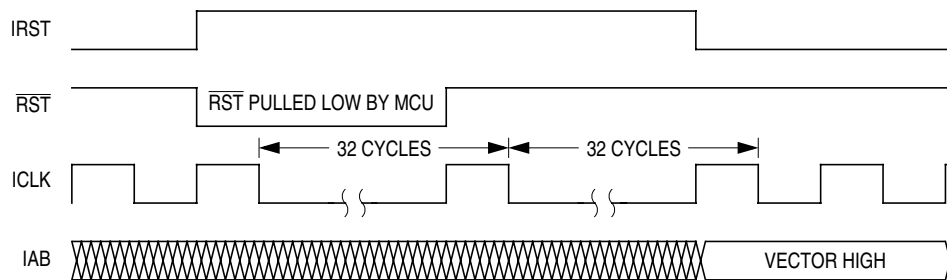 IRST
RST
RST PULLED LOW BY MCU
32 CYCLES
32 CYCLES
ICLK
IAB
VECTOR HIGH